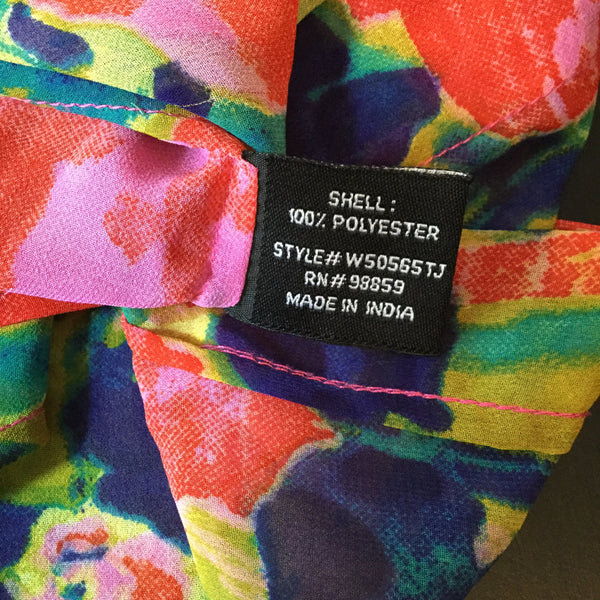 SHELL:
100% POLYESTER
STYLE# W50565TJ
RN# 98859
MADE IN INDIA